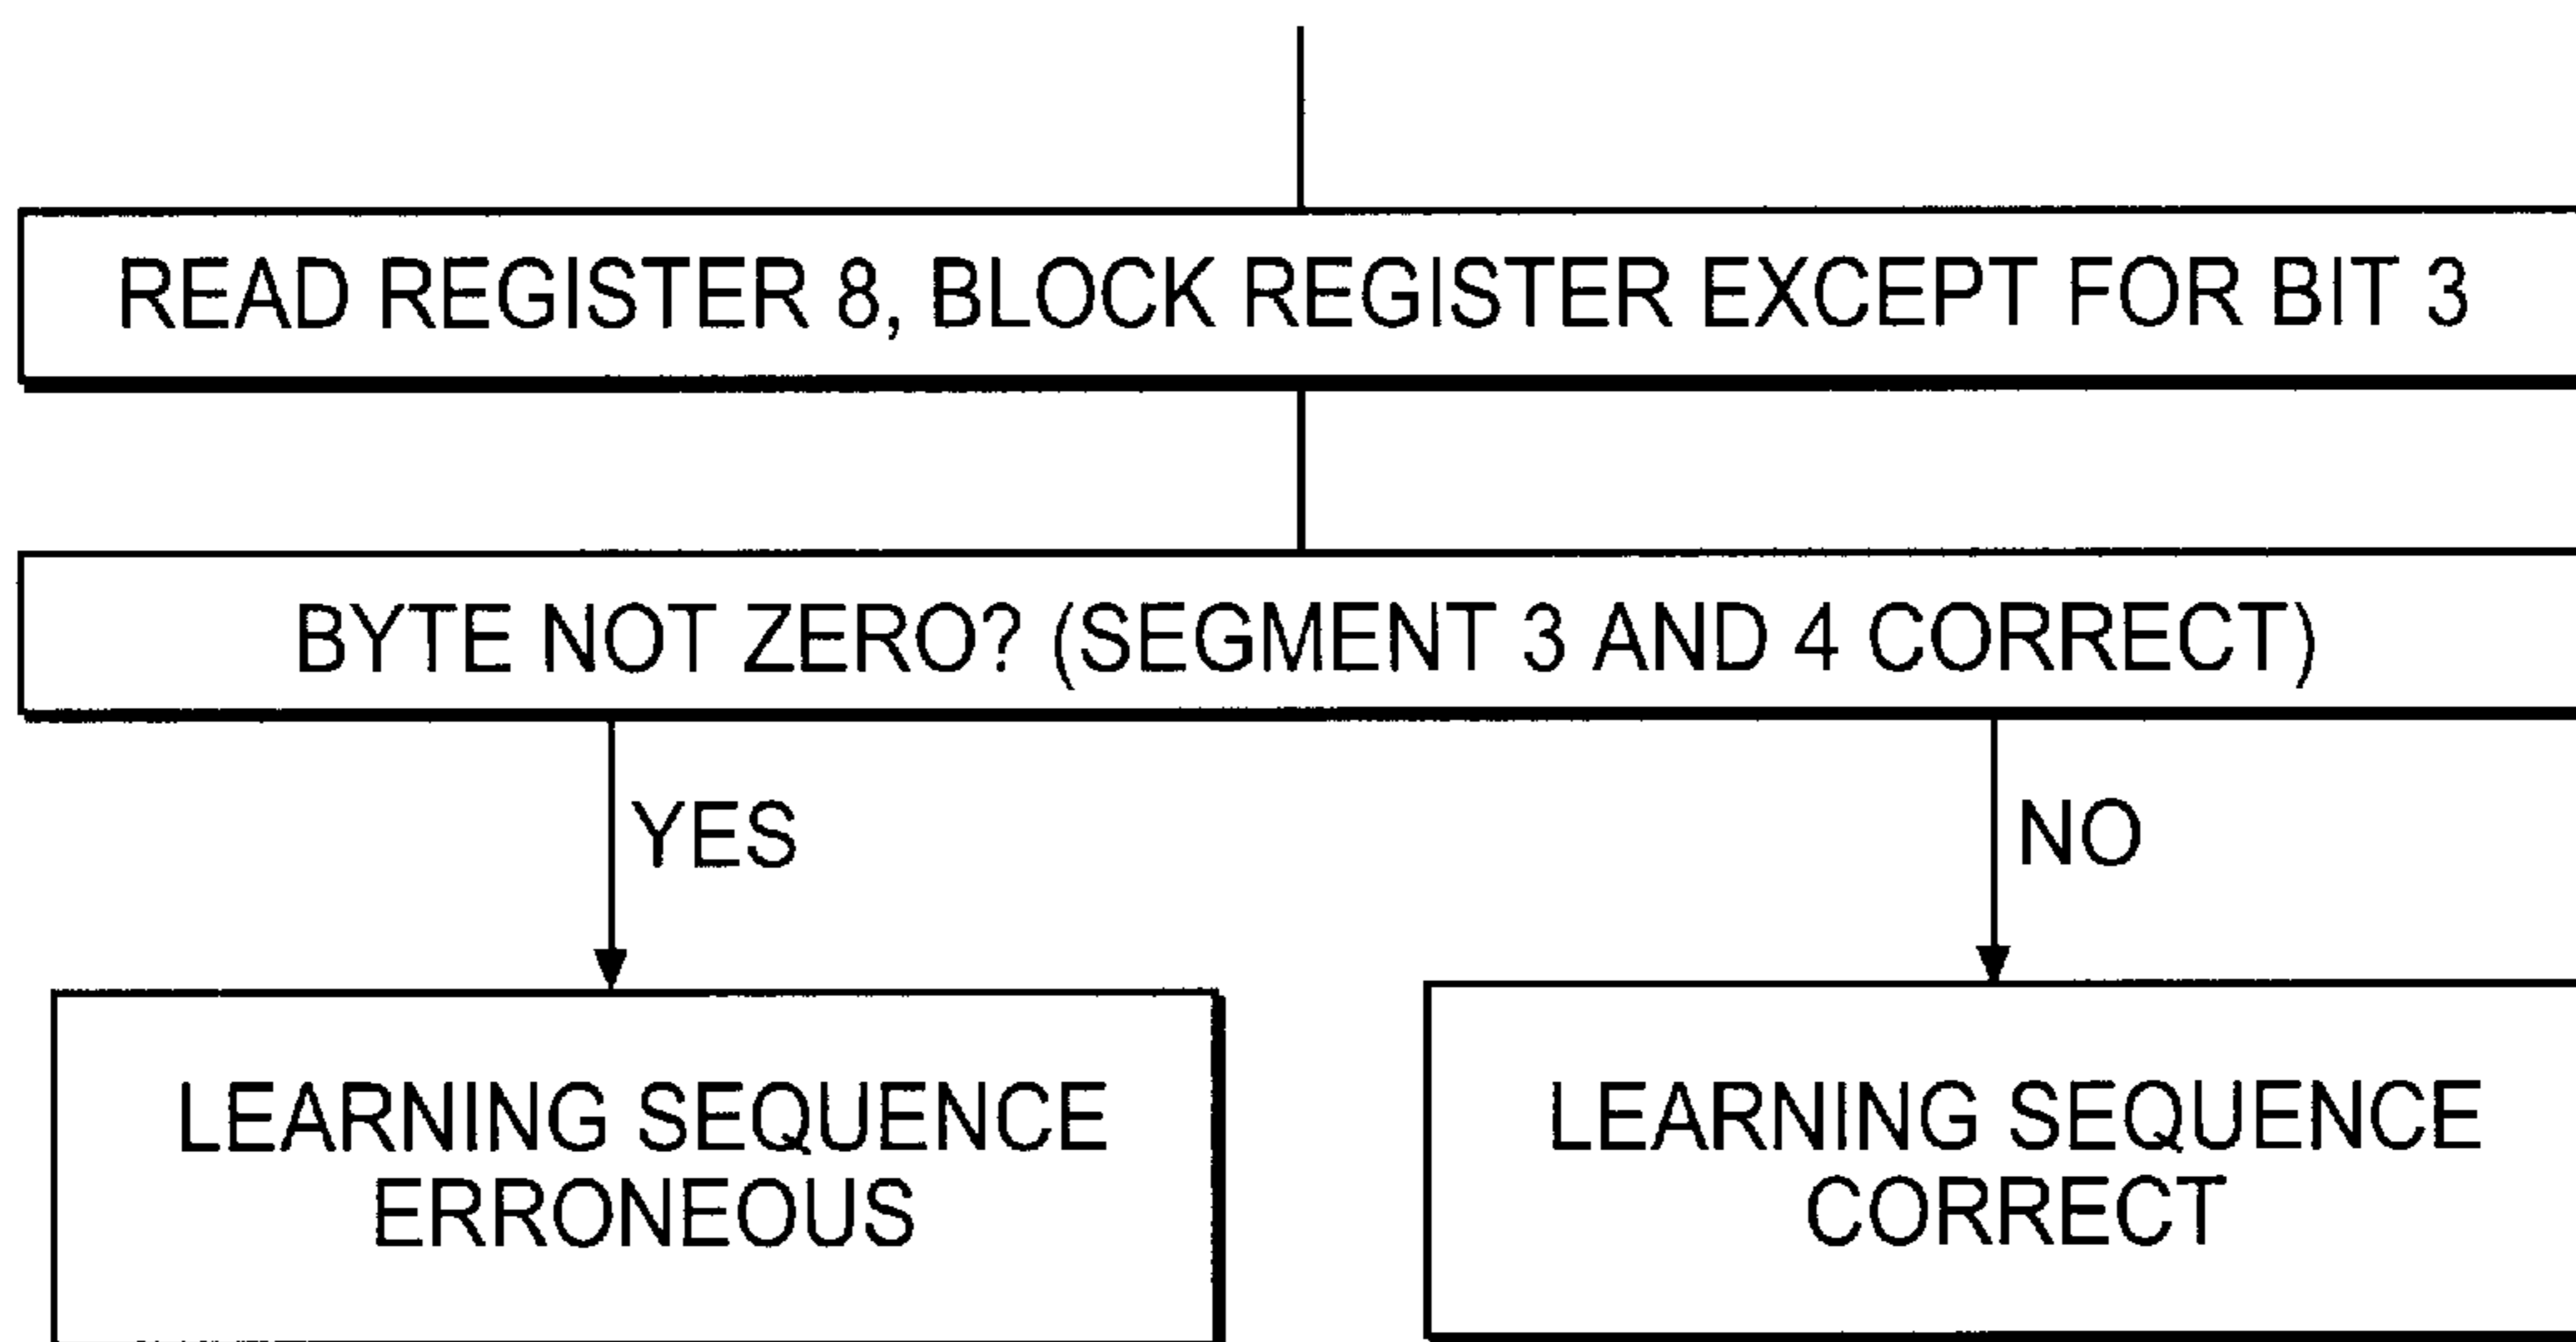 READ REGISTER 8, BLOCK REGISTER EXCEPT FOR BIT 3
BYTE NOT ZERO? (SEGMENT 3 AND 4 CORRECT)
YES
NO
LEARNING SEQUENCE
ERRONEOUS
LEARNING SEQUENCE
CORRECT